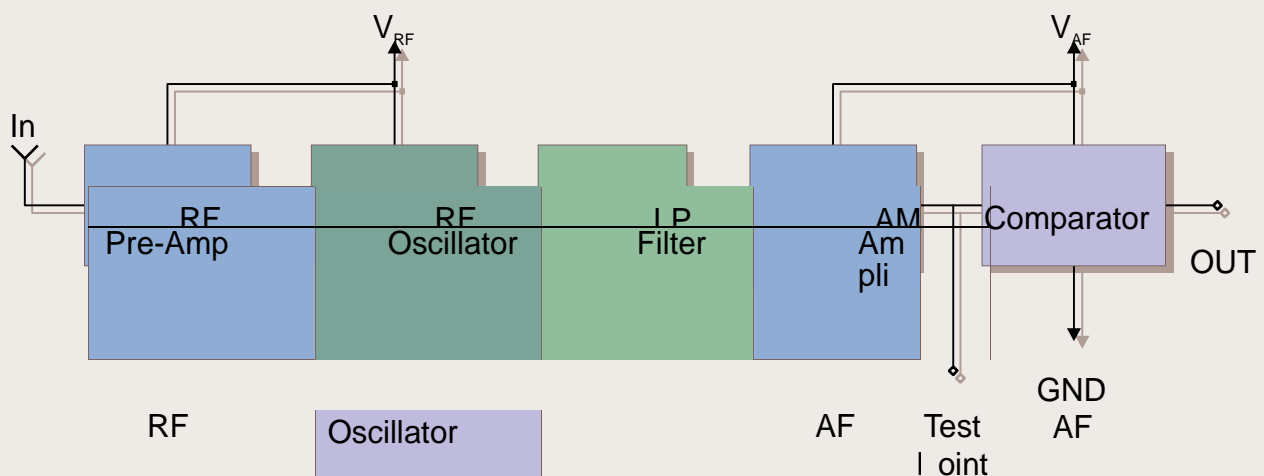 V RF
V AF
In
RF
Pre-Amp
RF
Oscillator
LP
Filter
AM
Am
pli
Comparator
OUT
RF
Oscillator
AF
Test
oint
GND
AF